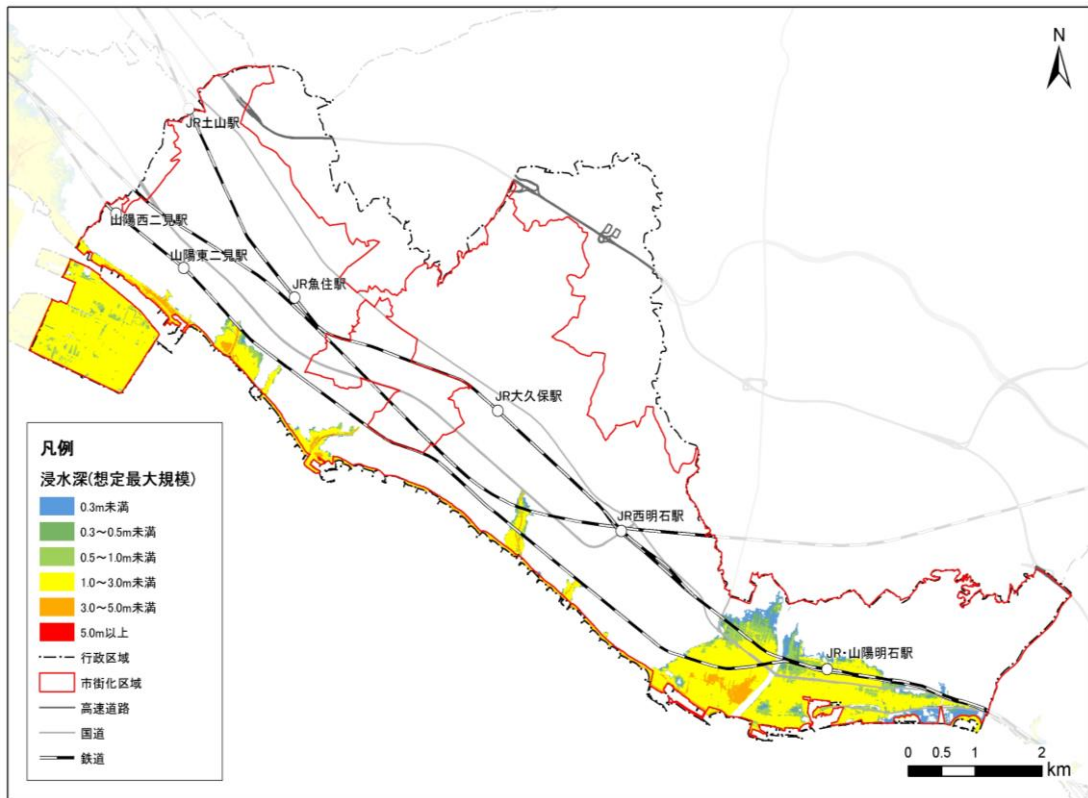 N
JR土山駅
山陽西二見駅
山陽東二見駅
JR魚住駅
JR大久保駅
JR西明石駅
JR・山陽明石駅
凡例
浸水深(想定最大規模)
0.3m未満
0.3～0.5m未満
0.5～1.0m未満
1.0～3.0m未満
3.0～5.0m未満
5.0m以上
行政区域
市街化区域
高速道路
国道
鉄道
0 0.5 1 2
km